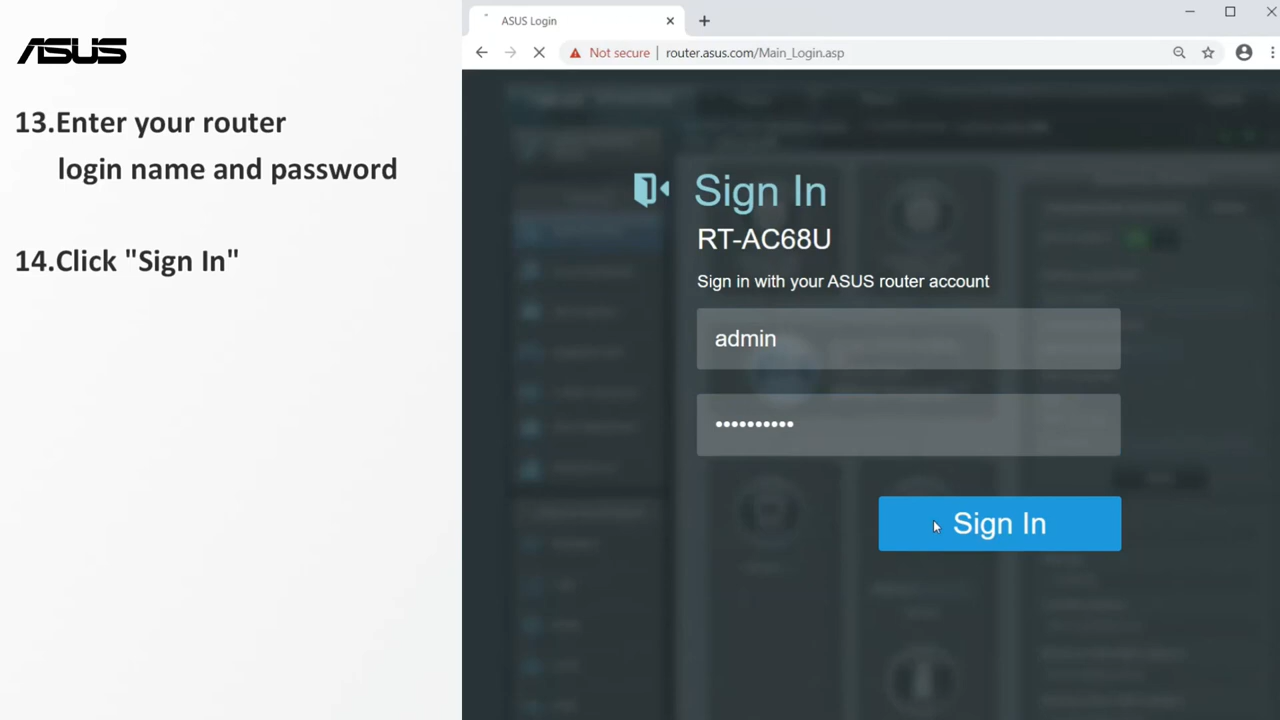 ASUS
13.Enter your router
login name and password
14.Click "Sign In"
ASUS Login
Not secure | router.asus.com/Main_Login.asp
Sign In
RT-AC68U
Sign in with your ASUS router account
admin
••••••••••
Sign In